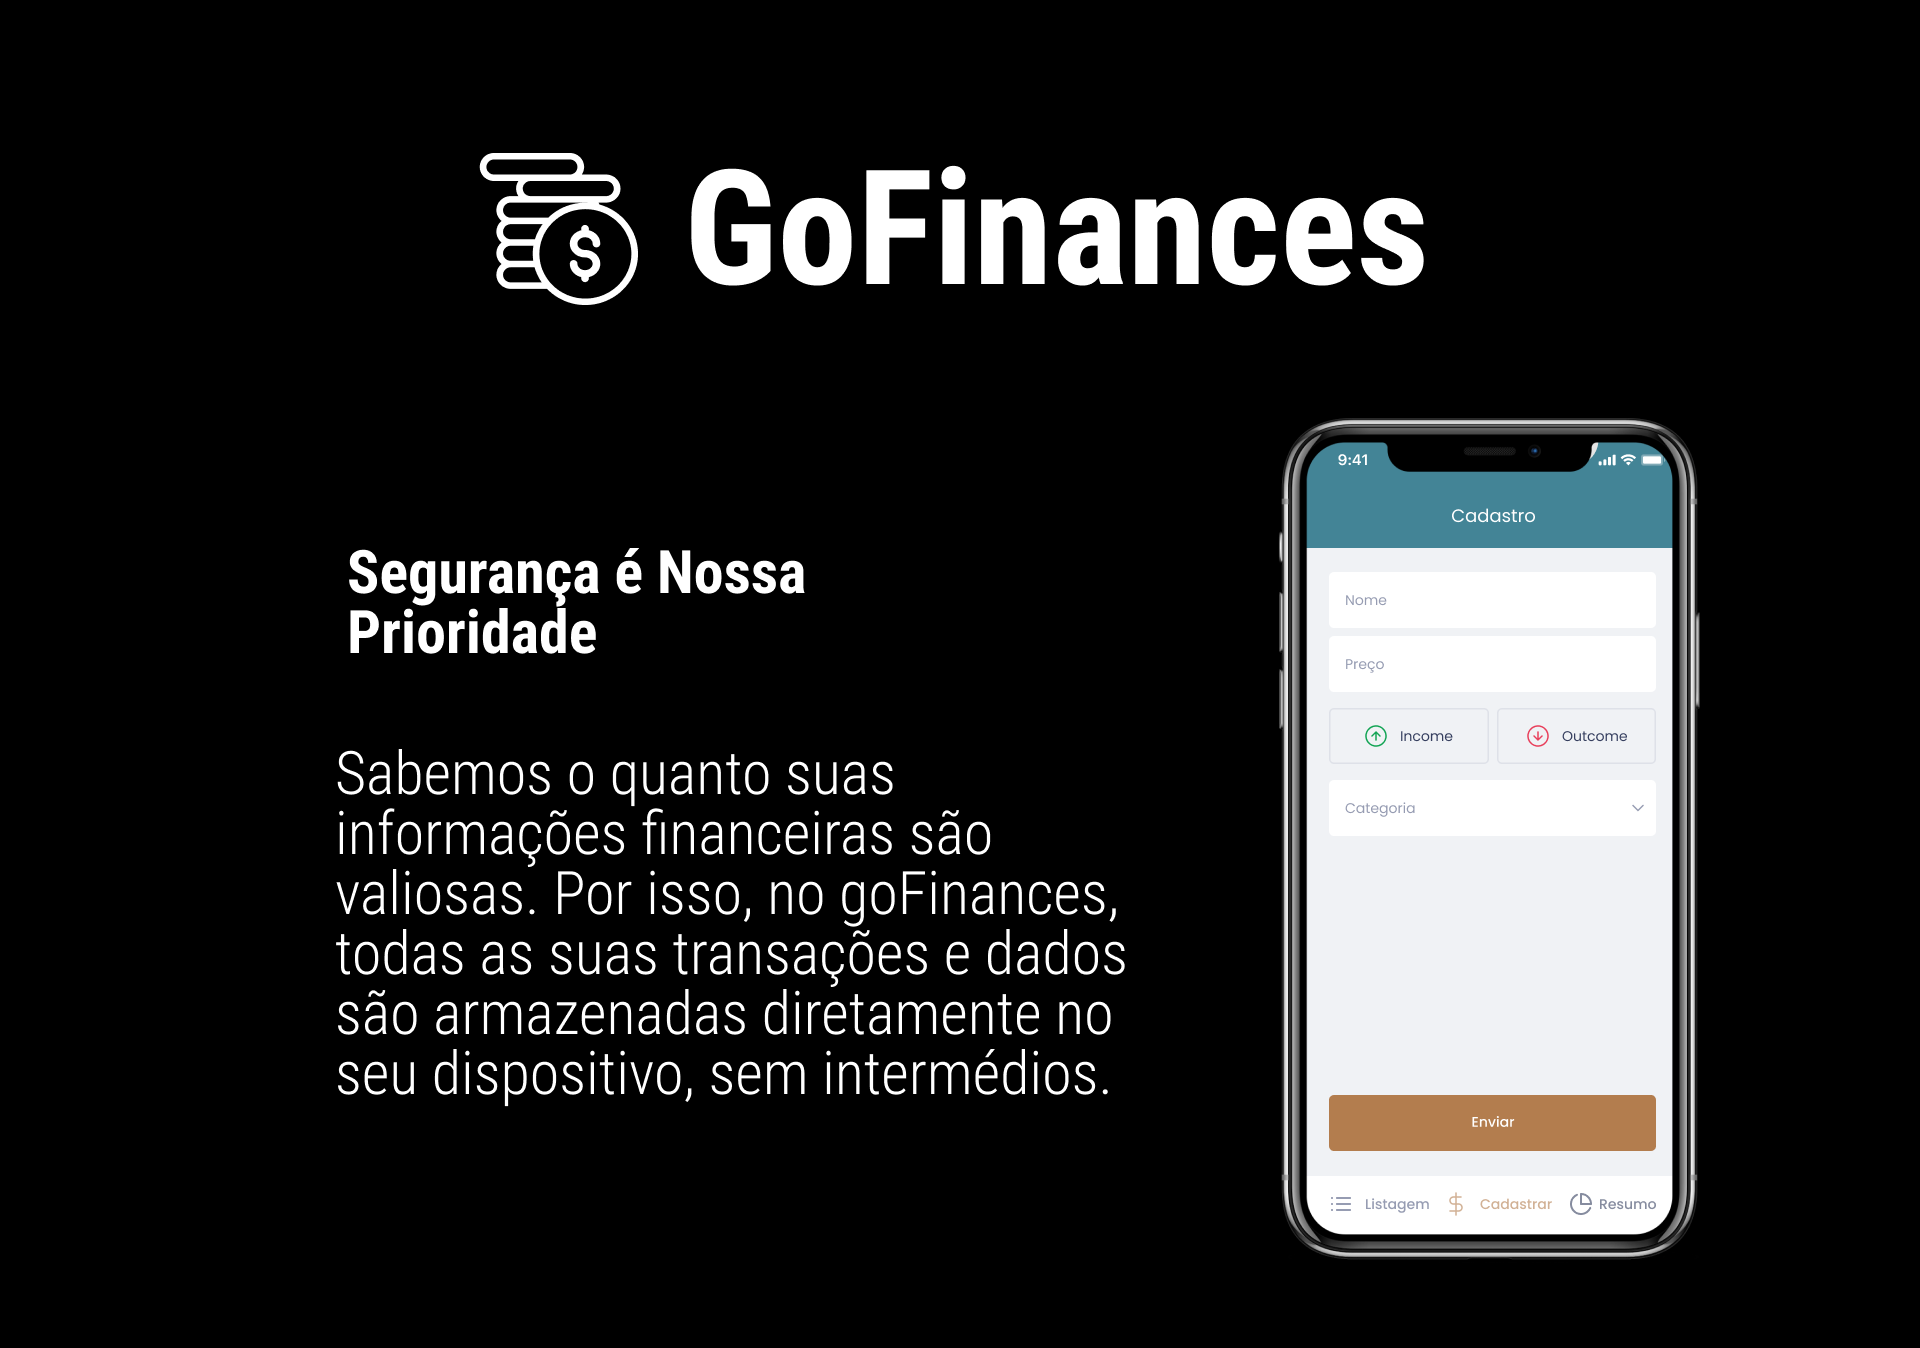 $ GoFinances
Segurança é Nossa
Prioridade
Sabemos o quanto suas
informações financeiras são
valiosas. Por isso, no goFinances,
todas as suas transações e dados
são armazenadas diretamente no
seu dispositivo, sem intermédios.
9:41
Cadastro
Nome
Preço
Income Outcome
Categoria
Enviar
Listagem $ Cadastrar Resumo